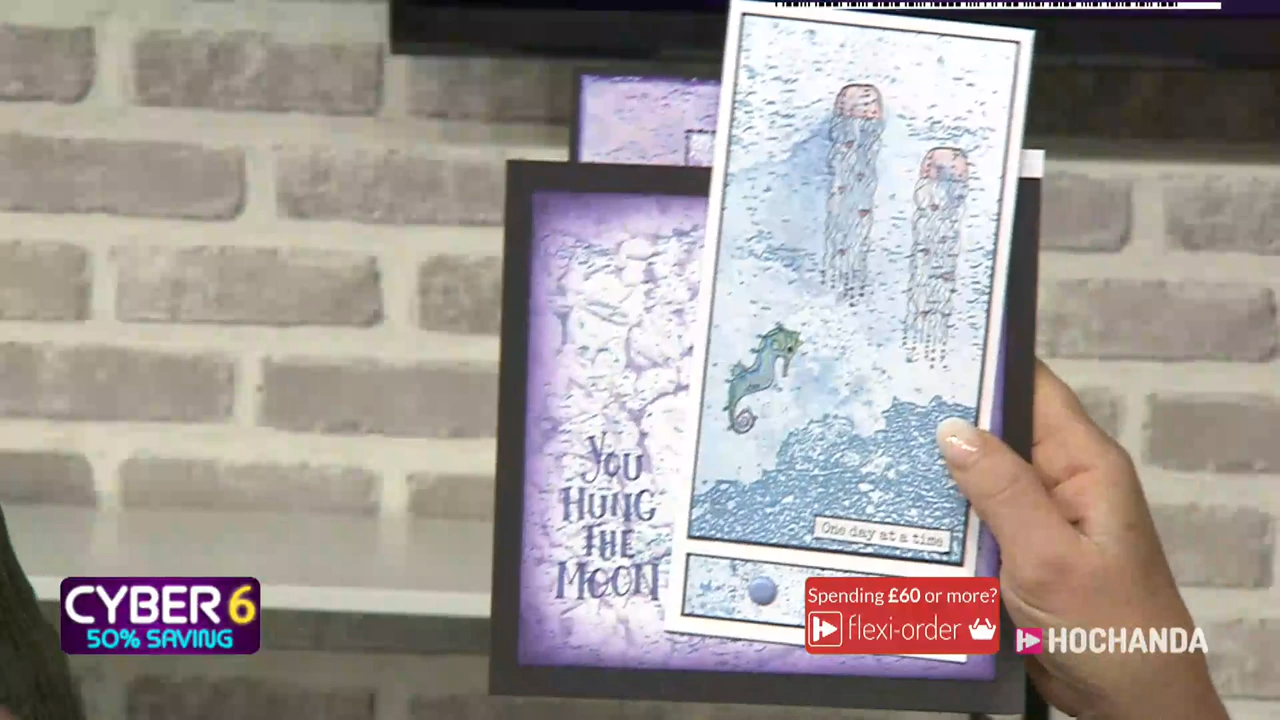 YOU
HUNG
THE
MOON
One day at a time
CYBER 6
50% SAVING
Spending £60 or more?
flexi-order
HOCHANDA